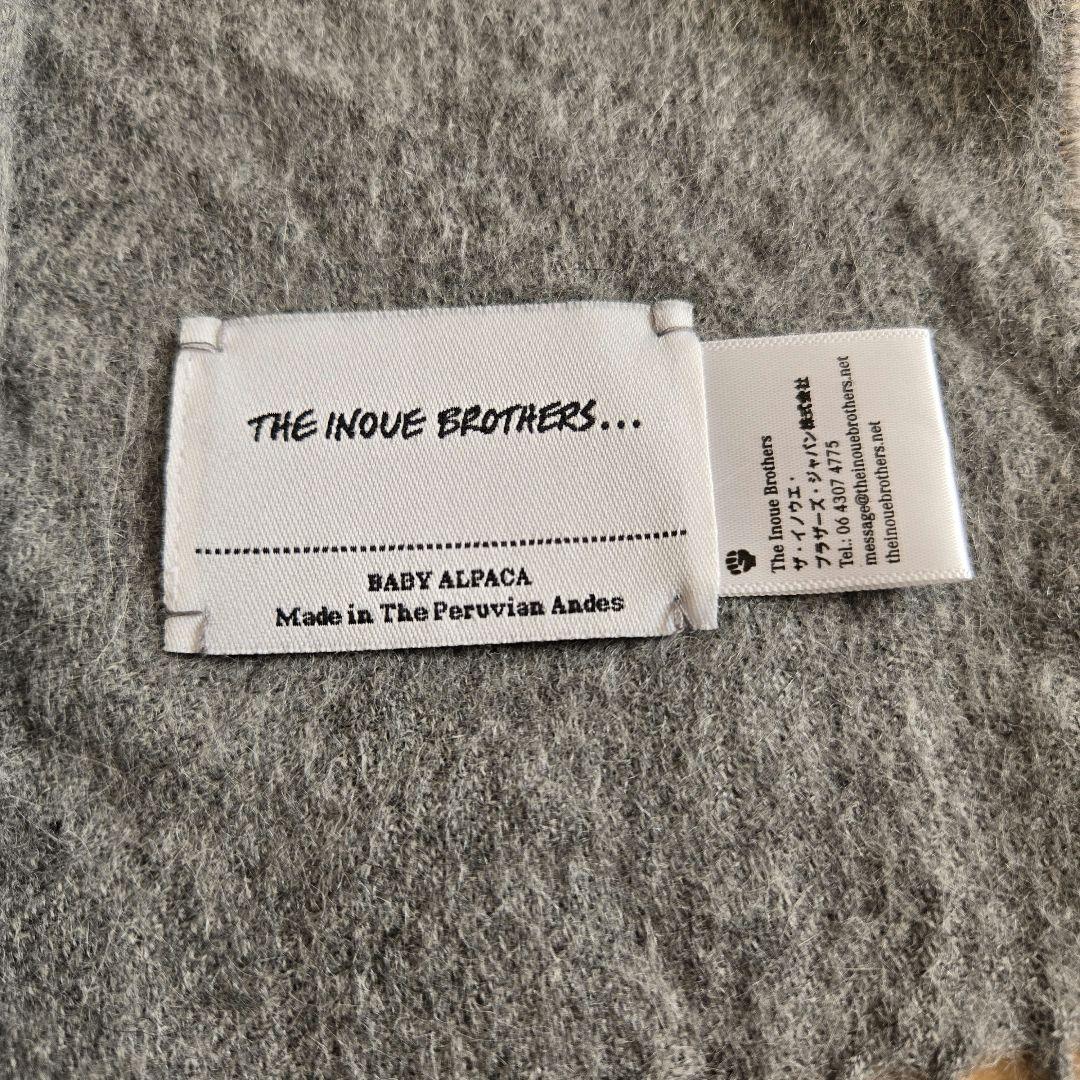 THE INOUE BROTHERS...
BABY ALPACA
Made in The Peruvian Andes
The Inoue Brothers
ザ・イノウエ・
ブラザーズ・ジャパン株式会社
Tel.: 06 4307 4775
message@theinouebrothers.net
theinouebrothers.net